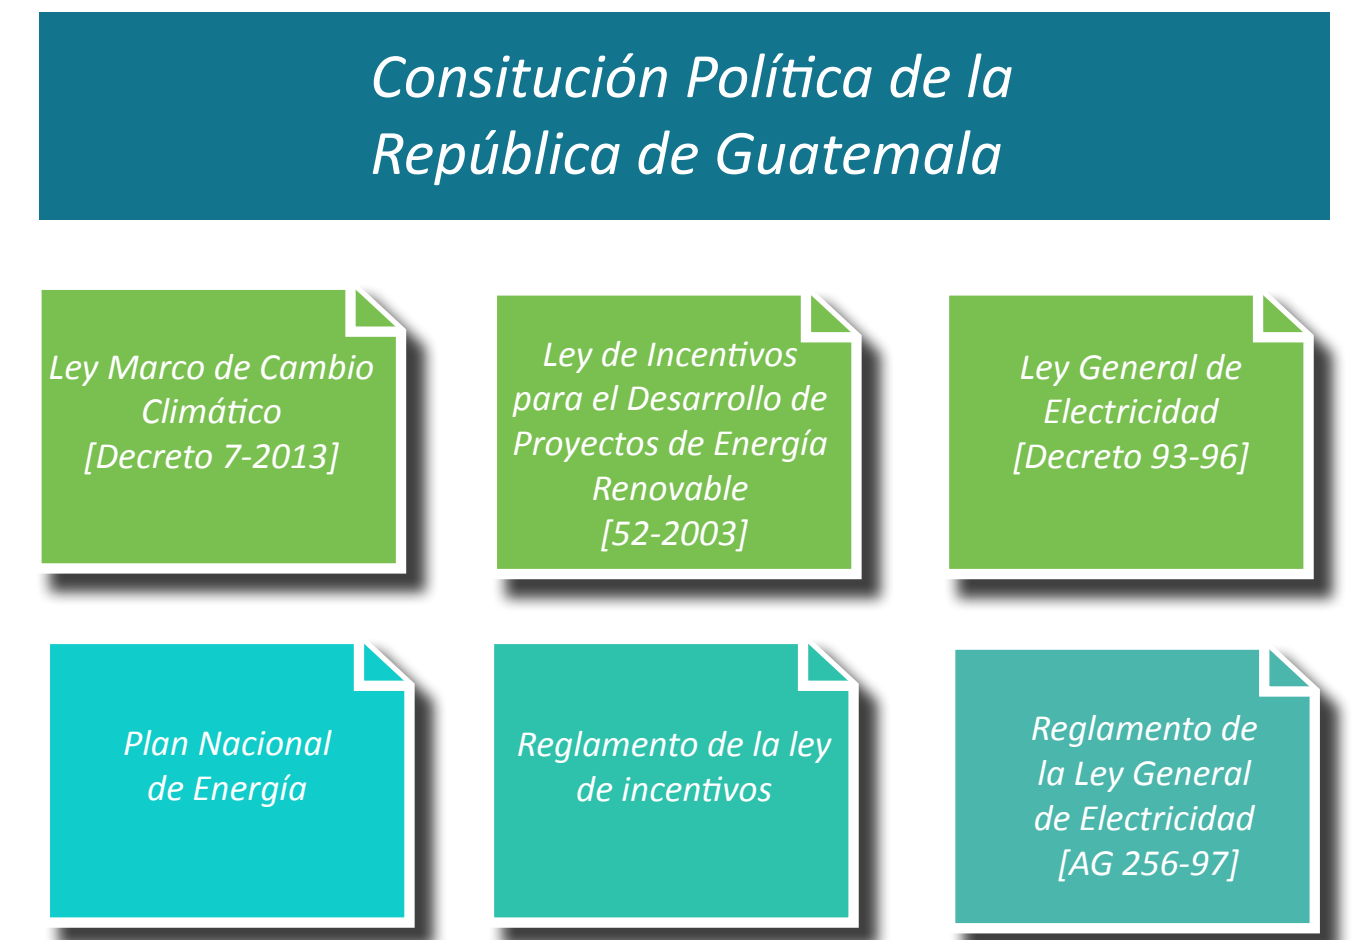 Consitución Política de la
República de Guatemala
Ley Marco de Cambio
Climático
[Decreto 7-2013]
Ley de Incentivos
para el Desarrollo de
Proyectos de Energía
Renovable
[52-2003]
Ley General de
Electricidad
[Decreto 93-96]
Plan Nacional
de Energía
Reglamento de la ley
de incentivos
Reglamento de
la Ley General
de Electricidad
[AG 256-97]